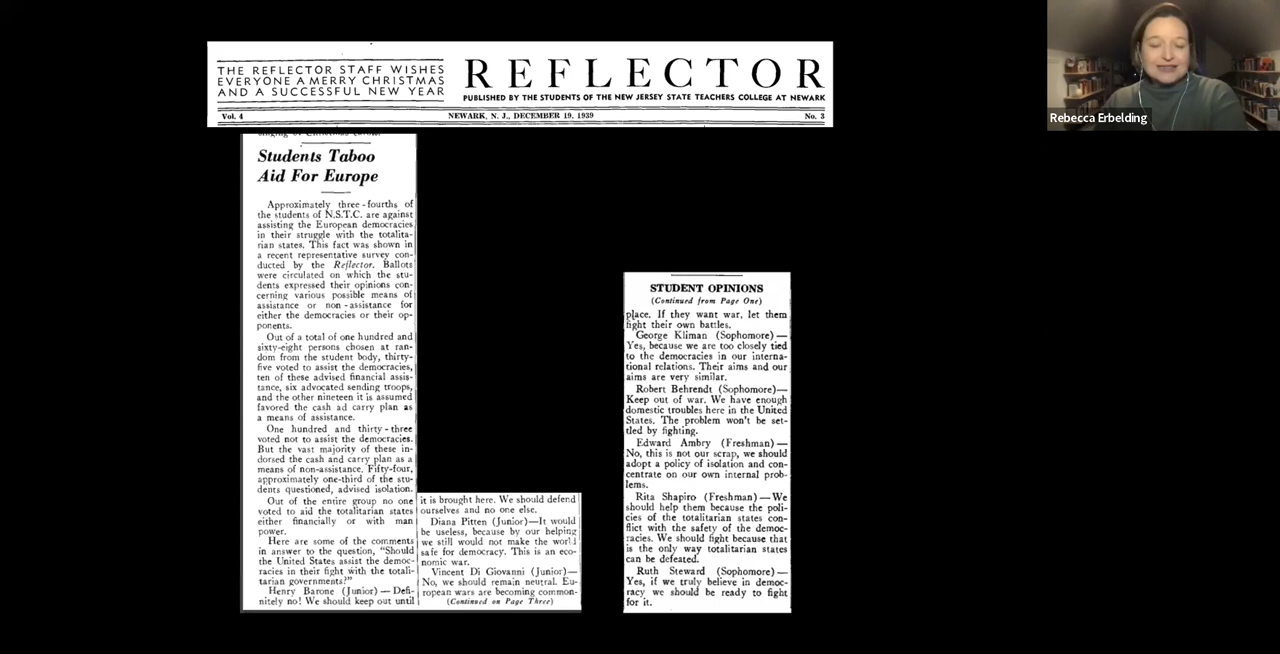 THE REFLECTOR STAFF WISHES
EVERYONE A MERRY CHRISTMAS
AND A SUCCESSFUL NEW YEAR
REFLECTOR
PUBLISHED BY THE STUDENTS OF THE NEW JERSEY STATE TEACHERS COLLEGE AT NEWARK
Vol. 4
NEWARK, N. J., DECEMBER 19, 1939
No. 3
Rebecca Erbelding
Students Taboo
Aid For Europe
Approximately three-fourths of
the students of N.S.T.C. are against
assisting the European democracies
in their struggle with the totalita-
rian states. This fact was shown in
a recent representative survey con-
ducted by the Reflector. Ballots
were circulated on which the stu-
dents expressed their opinions con-
cerning various possible means of
assistance or non-assistance for
either the democracies or their op-
ponents.
Out of a total of one hundred and
sixty-eight persons chosen at ran-
dom from the student body, thirty-
five voted to assist the democracies,
ten of these advised financial assis-
tance, six advocated sending troops,
and the other nineteen it is assumed
favored the cash ad carry plan as
a means of assistance.
One hundred and thirty-three
voted not to assist the democracies.
But the vast majority of these in-
dorsed the cash and carry plan as a
means of non-assistance. Fifty-four,
approximately one-third of the stu-
dents questioned, advised isolation.
Out of the entire group no one
voted to aid the totalitarian states
either financially or with man
power.
Here are some of the comments
in answer to the question, "Should
the United States assist the democ-
racies in their fight with the totali-
tarian governments?"
Henry Barone (Junior) — Defi-
nitely no! We should keep out until
it is brought here. We should defend
ourselves and no one else.
Diana Pitten (Junior)—It would
be useless, because by our helping
we still would not make the world
safe for democracy. This is an eco-
nomic war.
Vincent Di Giovanni (Junior)—
No, we should remain neutral. Eu-
ropean wars are becoming common-
(Continued on Page Three)
STUDENT OPINIONS
(Continued from Page One)
place. If they want war, let them
fight their own battles.
George Kliman (Sophomore) —
Yes, because we are too closely tied
to the democracies in our interna-
tional relations. Their aims and our
aims are very similar.
Robert Behrendt (Sophomore)—
Keep out of war. We have enough
domestic troubles here in the United
States. The problem won't be set-
tled by fighting.
Edward Ambry (Freshman) —
No, this is not our scrap, we should
adopt a policy of isolation and con-
centrate on our own internal prob-
lems.
Rita Shapiro (Freshman)—We
should help them because the poli-
cies of the totalitarian states con-
flict with the safety of the democ-
racies. We should fight because that
is the only way totalitarian states
can be defeated.
Ruth Steward (Sophomore) —
Yes, if we truly believe in democ-
racy we should be ready to fight
for it.